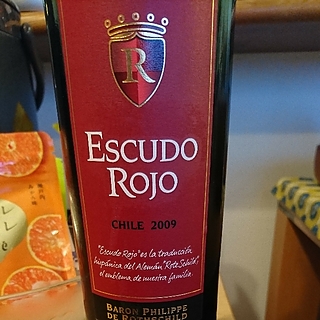 R
ESCUDO
ROJO
CHILE 2009
"Escudo Rojo" es la traducción
hispánica del Alemán "Rote Schild",
el emblema de nuestra familia.
BARON PHILIPPE
DE ROTHSCHILD